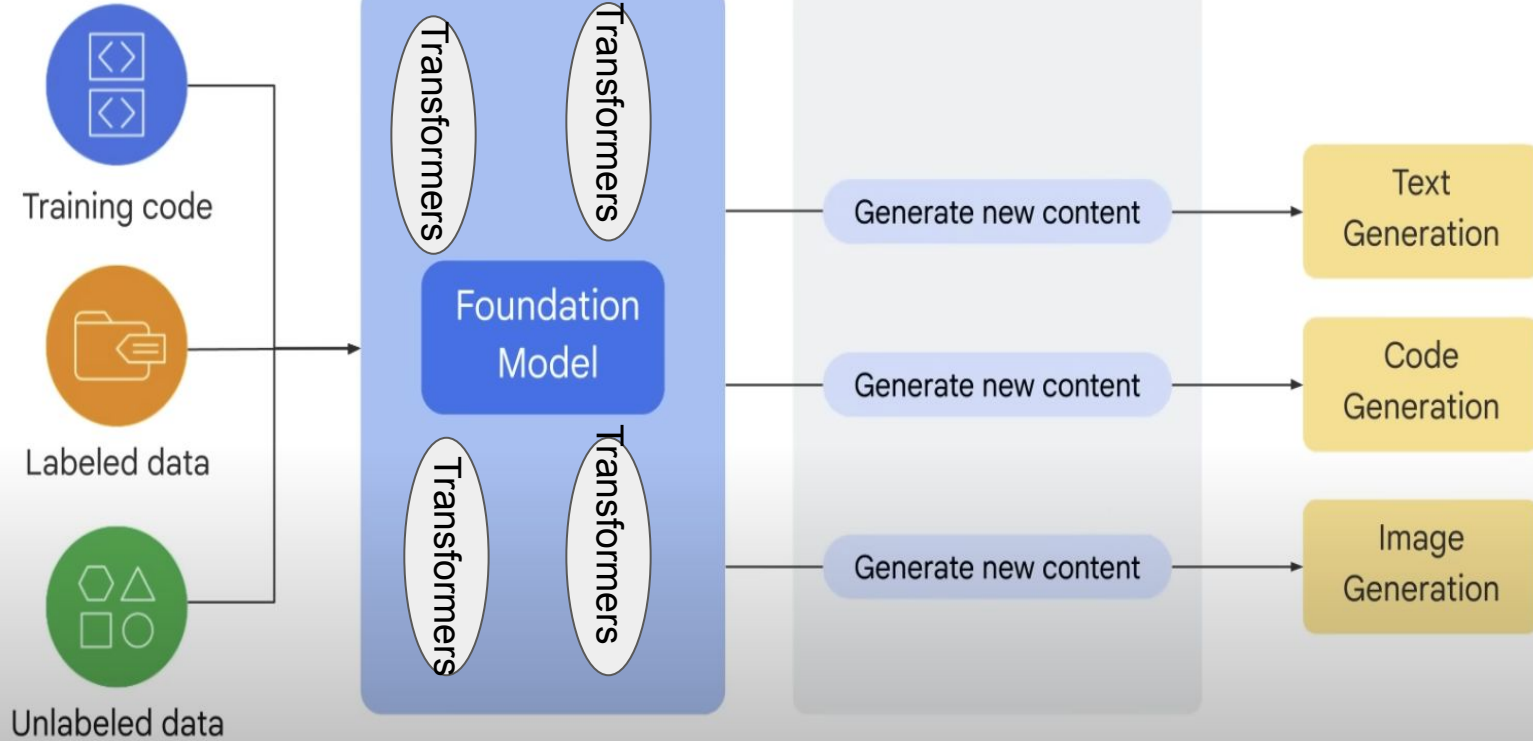 Training code
Labeled data
Unlabeled data
Transformers
Transformers
Foundation
Model
Transformers
Transformers
Generate new content
Generate new content
Generate new content
Text
Generation
Code
Generation
Image
Generation